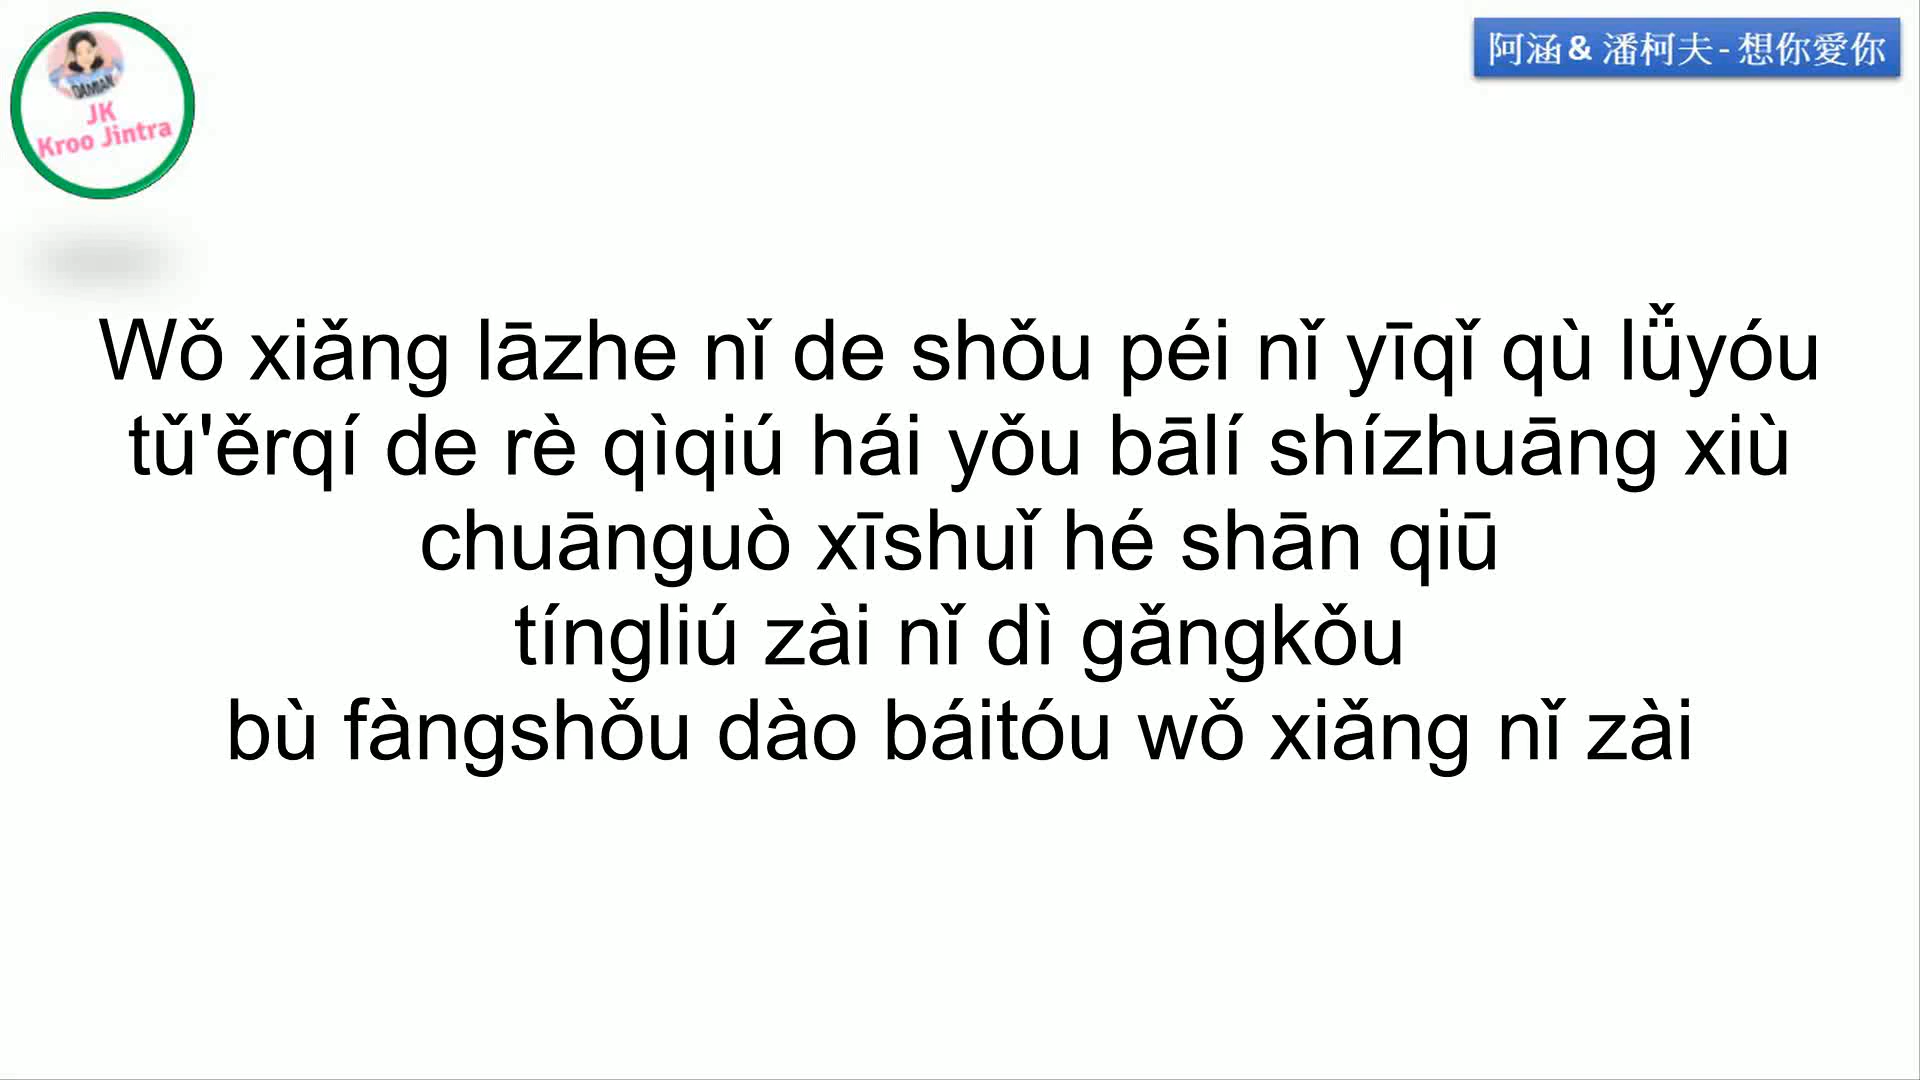 DAMIAN
JK
Kroo Jintra
阿涵& 潘柯夫- 想你愛你
Wǒ xiǎng lāzhe nǐ de shǒu péi nǐ yīqǐ qù lǚyóu
tǔ'ěrqí de rè qìqiú hái yǒu bālí shízhuāng xiù
chuānguò xīshuǐ hé shān qiū
tíngliú zài nǐ dì gǎngkǒu
bù fàngshǒu dào báitóu wǒ xiǎng nǐ zài